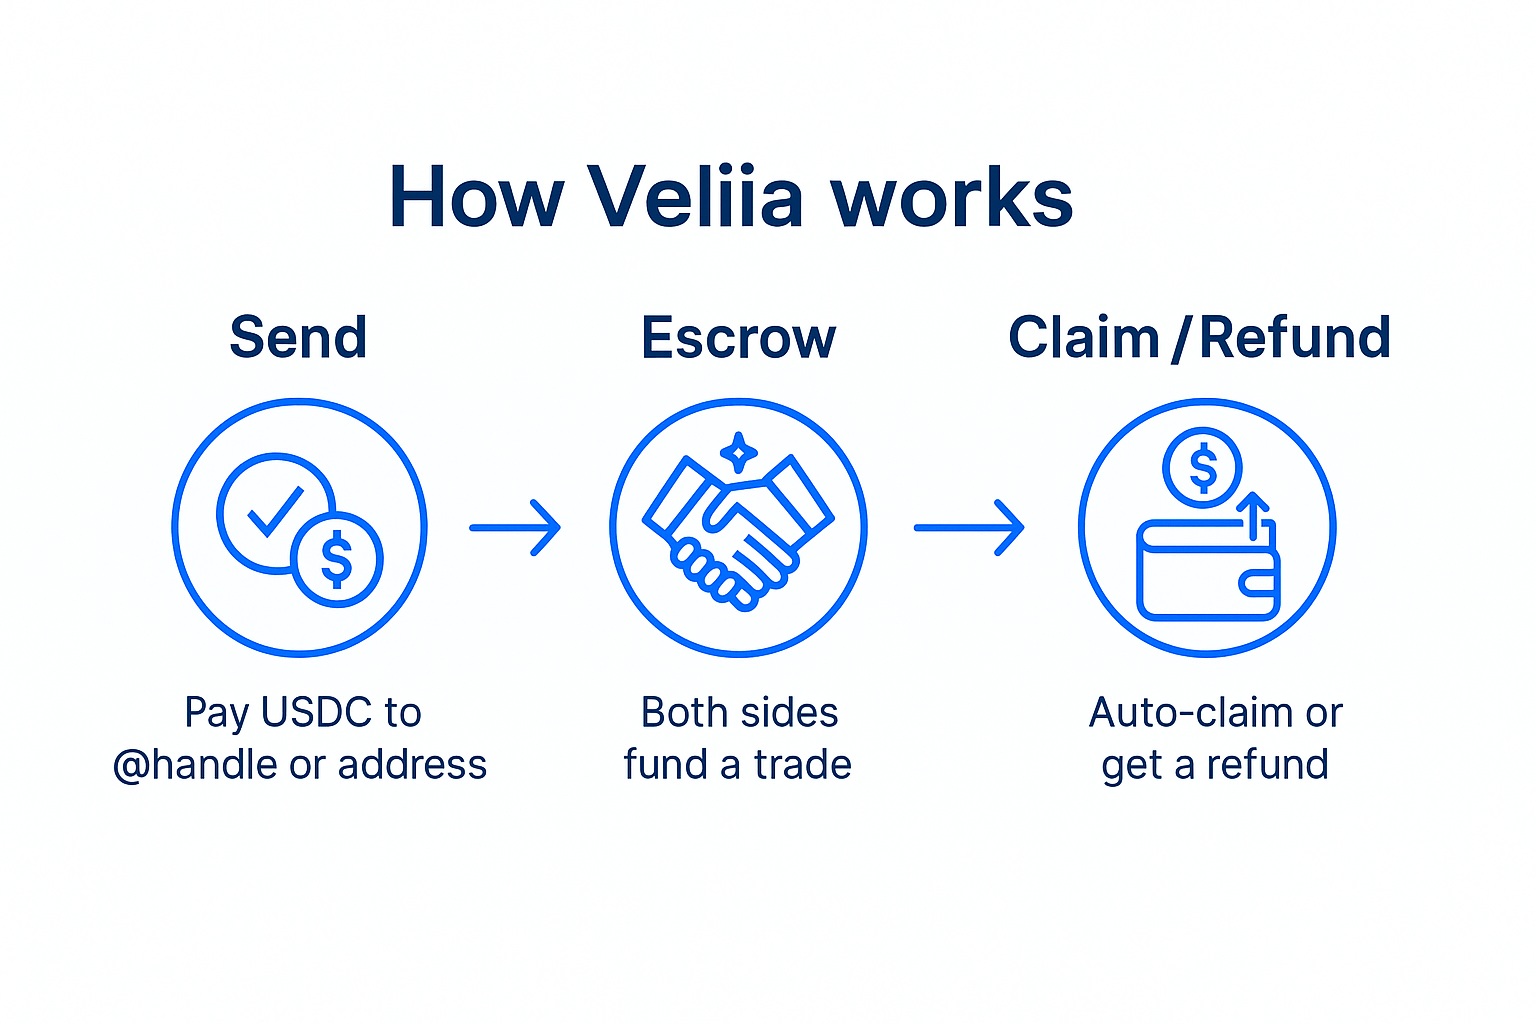 How Veliia works
Send
Escrow
Claim / Refund
Pay USDC to
@handle or address
Both sides
fund a trade
Auto-claim or
get a refund